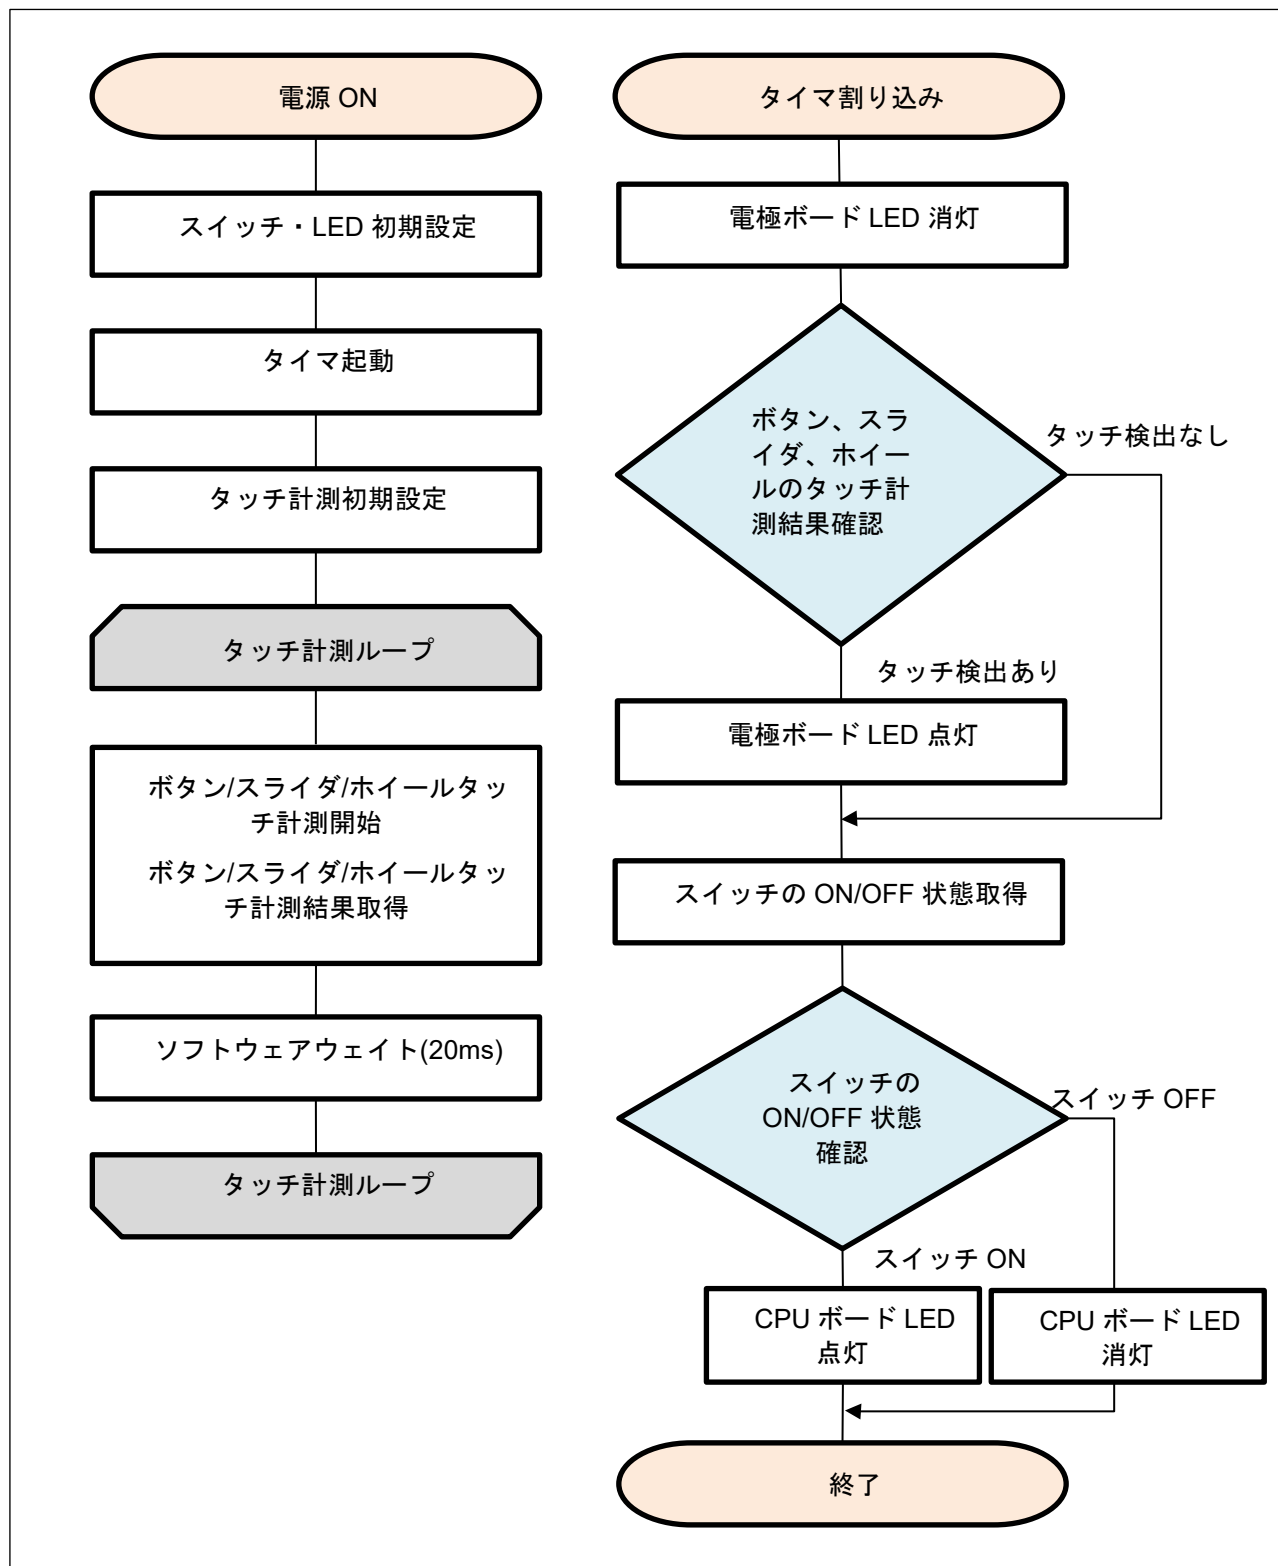 電源 ON
スイッチ・LED 初期設定
タイマ起動
タッチ計測初期設定
タッチ計測ループ
ボタン/スライダ/ホイールタッ
チ計測開始
ボタン/スライダ/ホイールタッ
チ計測結果取得
ソフトウェアウェイト(20ms)
タッチ計測ループ
タイマ割り込み
電極ボード LED 消灯
ボタン、スラ
イダ、ホイー
ルのタッチ計
測結果確認
タッチ検出なし
タッチ検出あり
電極ボード LED 点灯
スイッチの ON/OFF 状態取得
スイッチの
ON/OFF 状態
確認
スイッチ OFF
スイッチ ON
CPU ボード LED
点灯
CPU ボード LED
消灯
終了